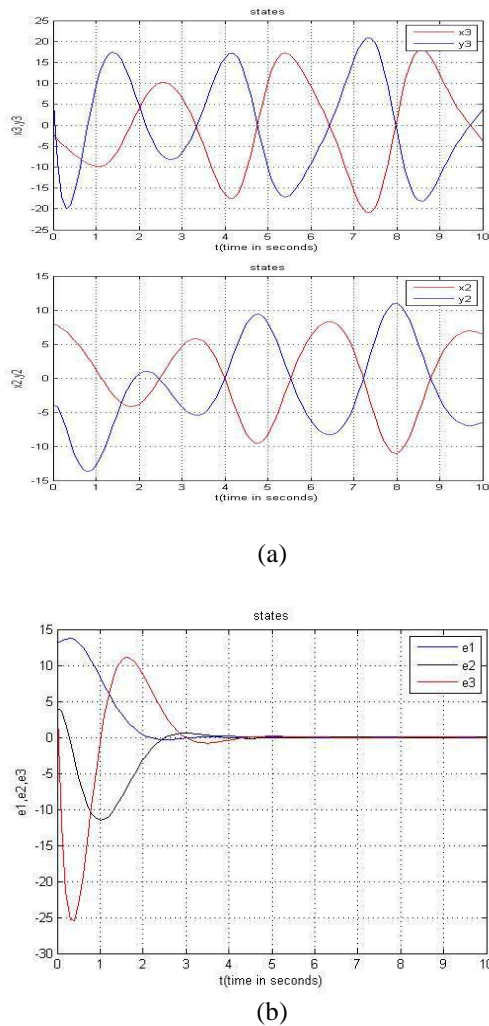 states
25
20
15
10
5
0
-5
-10
-15
-20
-25
x3,y3
x3
y3
0 1 2 3 4 5 6 7 8 9 10
t(time in seconds)
states
15
10
5
0
-5
-10
-15
x2,y2
x2
y2
0 1 2 3 4 5 6 7 8 9 10
t(time in seconds)
(a)
states
15
10
5
0
-5
-10
-15
-20
-25
-30
e1,e2,e3
e1
e2
e3
0 1 2 3 4 5 6 7 8 9 10
t(time in seconds)
(b)